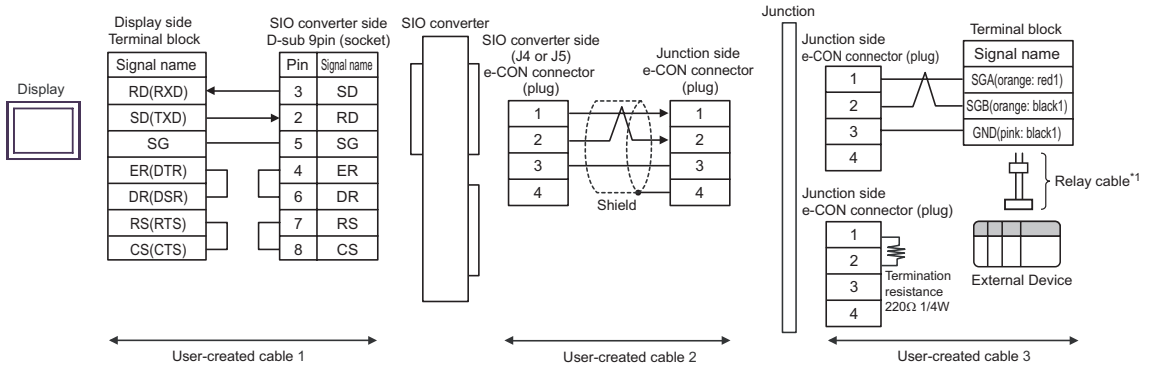 Display
Display side
Terminal block
Signal name
RD(RXD)
SD(TXD)
SG
ER(DTR)
DR(DSR)
RS(RTS)
CS(CTS)
SIO converter side
D-sub 9pin (socket)
Pin Signal name
3 SD
2 RD
5 SG
4 ER
6 DR
7 RS
8 CS
User-created cable 1
SIO converter
SIO converter side
(J4 or J5)
e-CON connector
(plug)
1
2
3
4
Shield
Junction side
e-CON connector
(plug)
1
2
3
4
User-created cable 2
Junction
Junction side
e-CON connector (plug)
1
2
3
4
Terminal block
Signal name
SGA(orange: red1)
SGB(orange: black1)
GND(pink: black1)
Relay cable*1
External Device
Junction side
e-CON connector (plug)
1
2
3
4
Termination
resistance
220Ω 1/4W
User-created cable 3